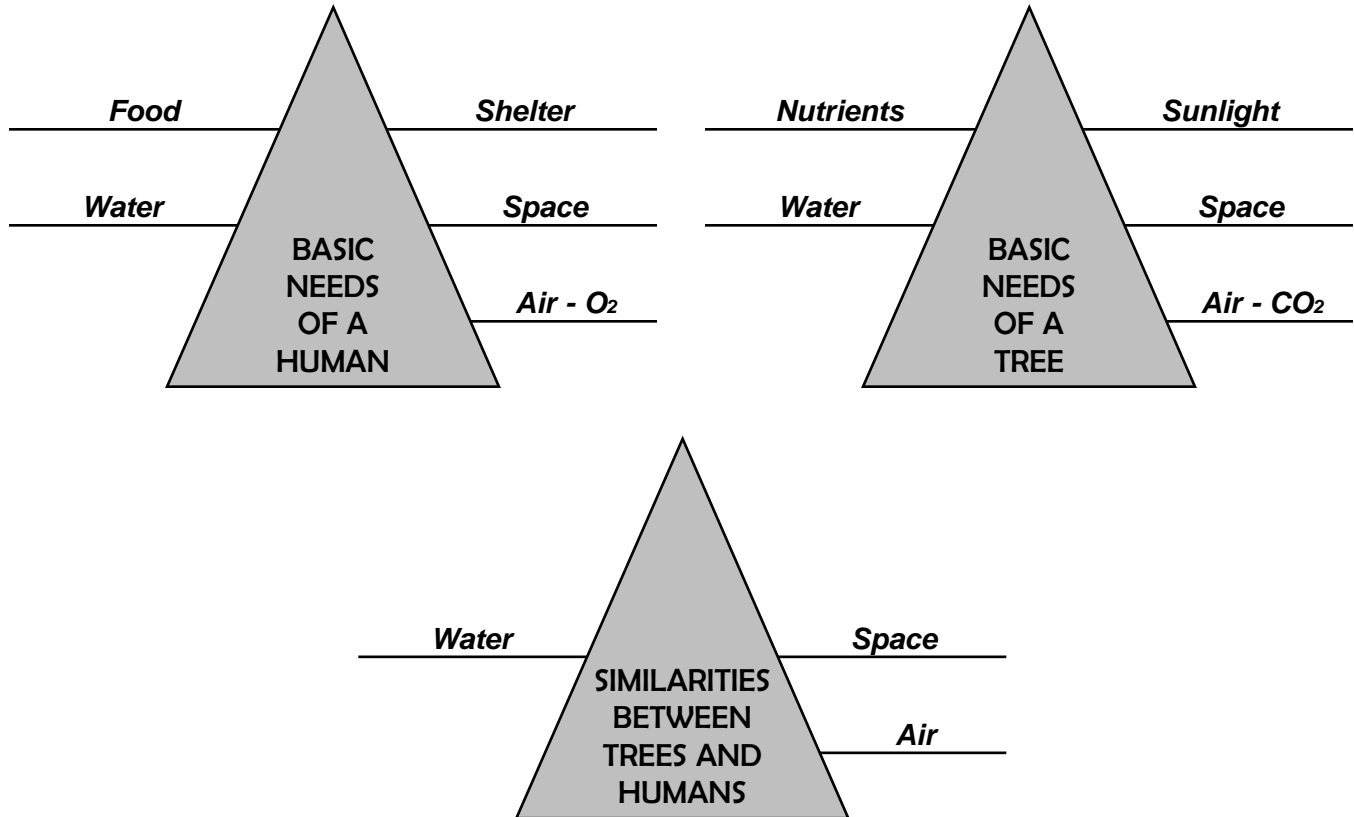 Food
Shelter
Water
Space
Air - O₂
BASIC
NEEDS
OF A
HUMAN
Nutrients
Sunlight
Water
Space
Air - CO₂
BASIC
NEEDS
OF A
TREE
Water
Space
Air
SIMILARITIES
BETWEEN
TREES AND
HUMANS